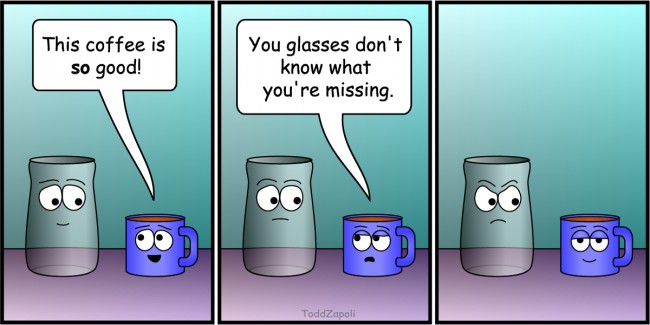 This coffee is
so good!
You glasses don't
know what
you're missing.
ToddZapoli